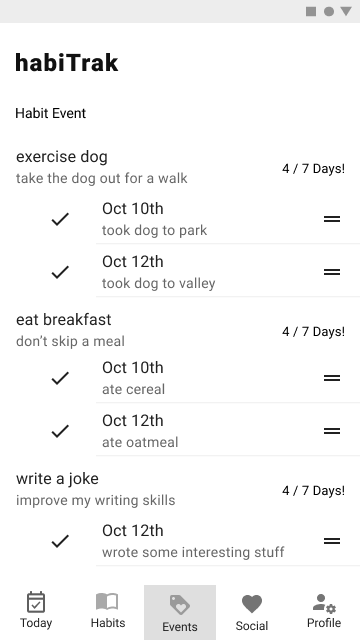 habiTrak
Habit Event
exercise dog
take the dog out for a walk
4 / 7 Days!
Oct 10th
took dog to park
Oct 12th
took dog to valley
eat breakfast
don't skip a meal
4 / 7 Days!
Oct 10th
ate cereal
Oct 12th
ate oatmeal
write a joke
improve my writing skills
4 / 7 Days!
Oct 12th
wrote some interesting stuff
Today Habits Events Social Profile